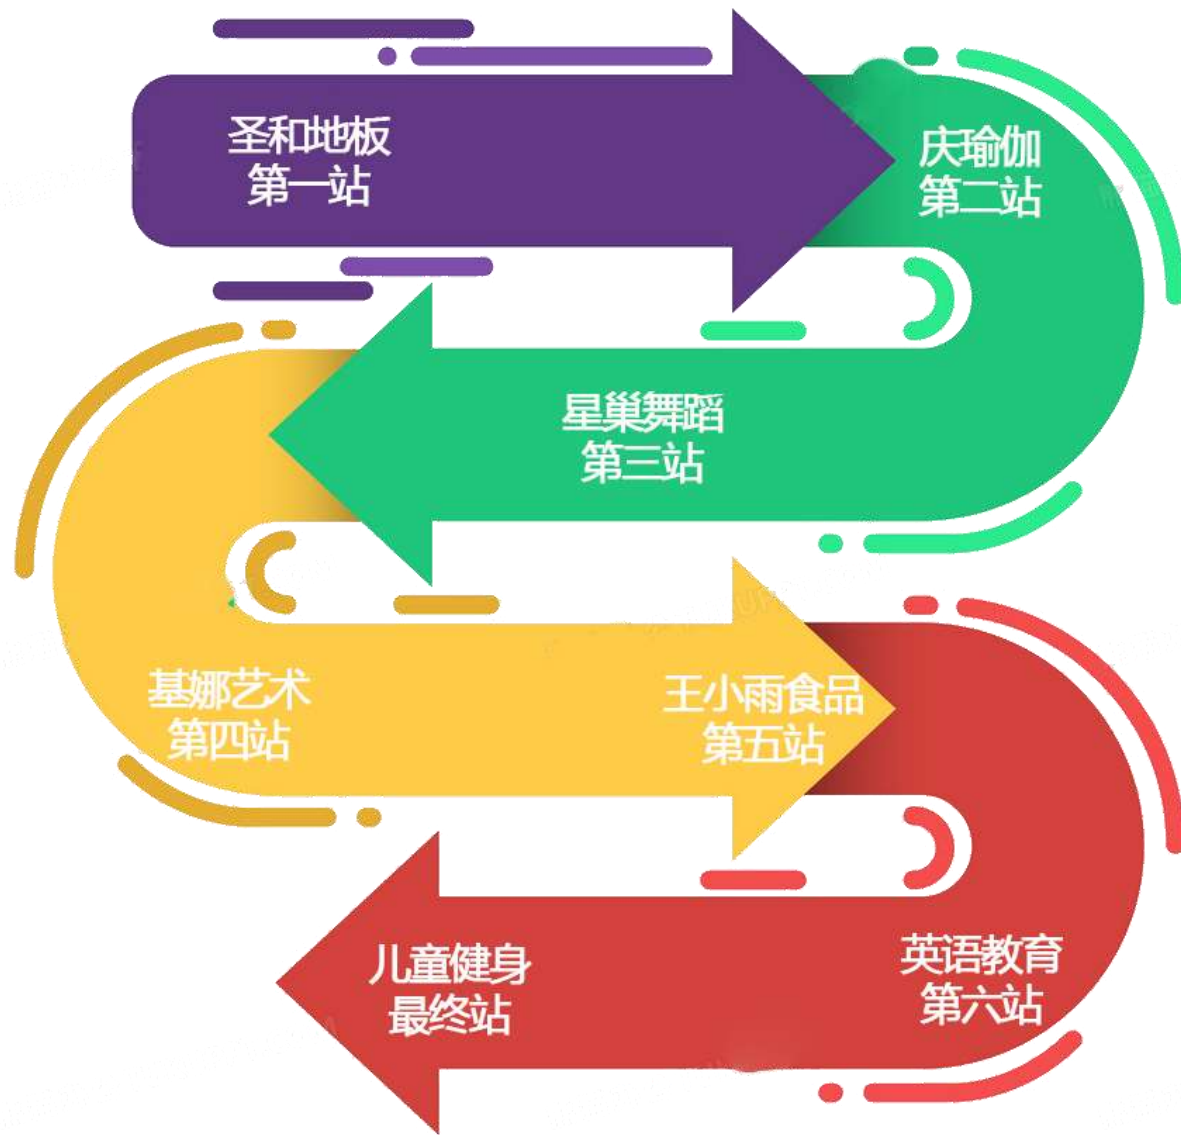 圣和地板
第一站
庆瑜伽
第二站
星巢舞蹈
第三站
基娜艺术
第四站
王小雨食品
第五站
英语教育
第六站
儿童健身
最终站